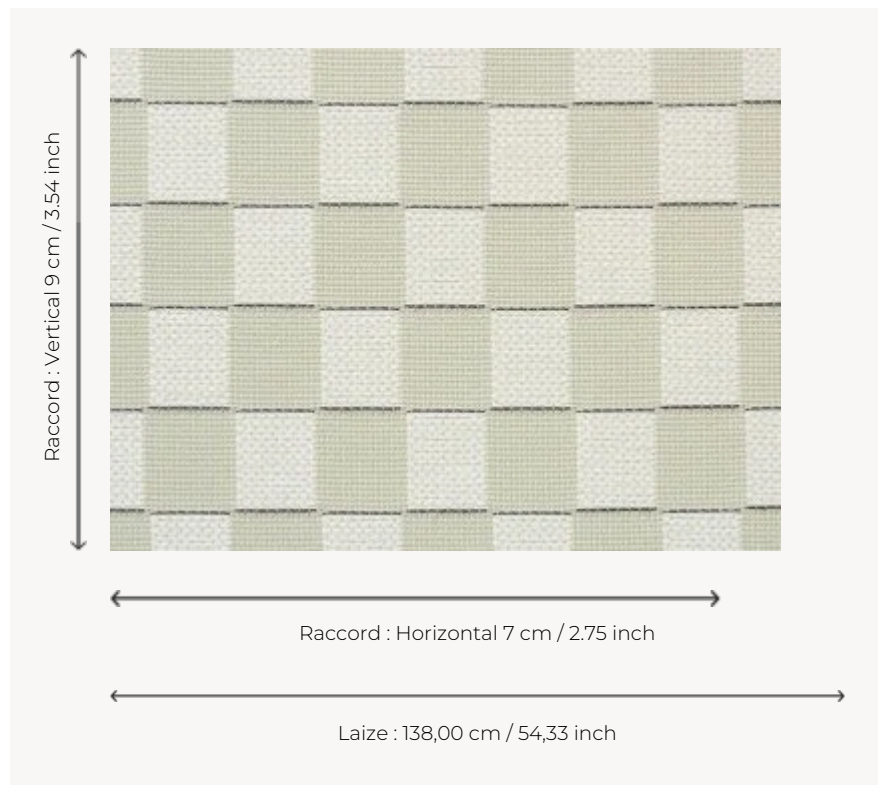 Raccord : Vertical 9 cm / 3.54 inch
Raccord : Horizontal 7 cm / 2.75 inch
Laize : 138,00 cm / 54,33 inch